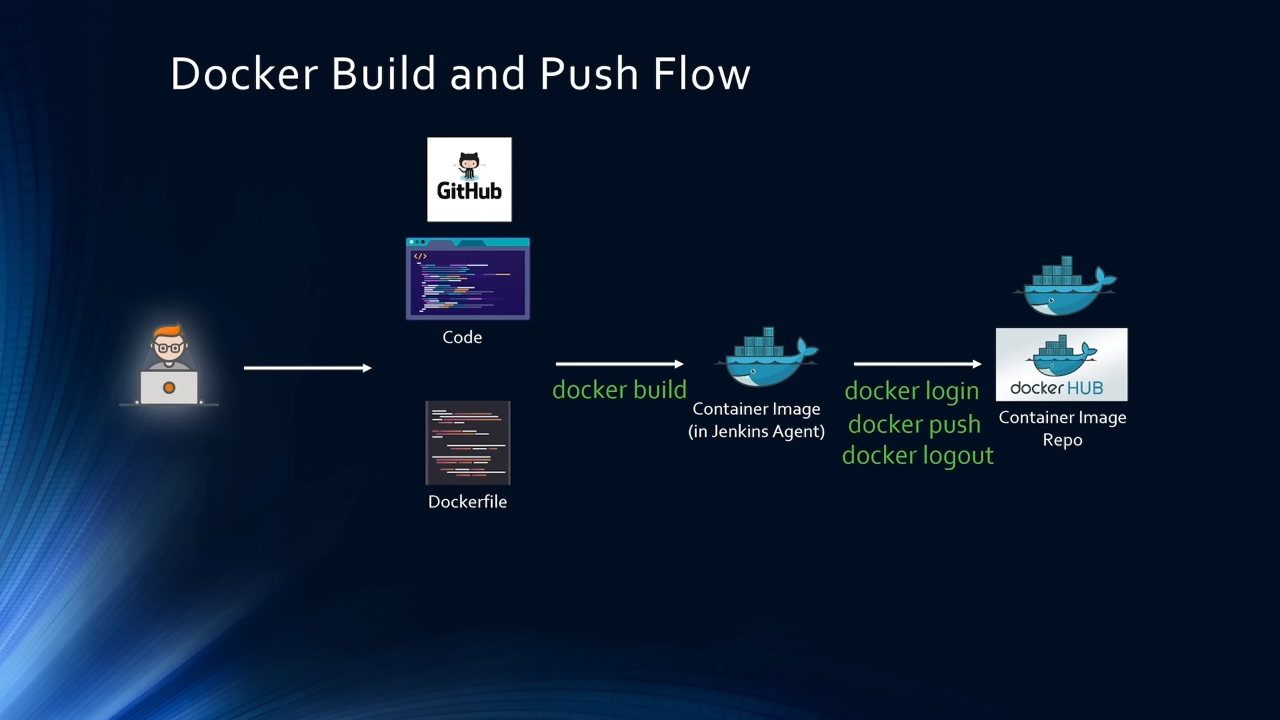 Docker Build and Push Flow
GitHub
</>
Code
Dockerfile
docker build
Container Image
(in Jenkins Agent)
docker login
docker push
docker logout
docker HUB
Container Image
Repo